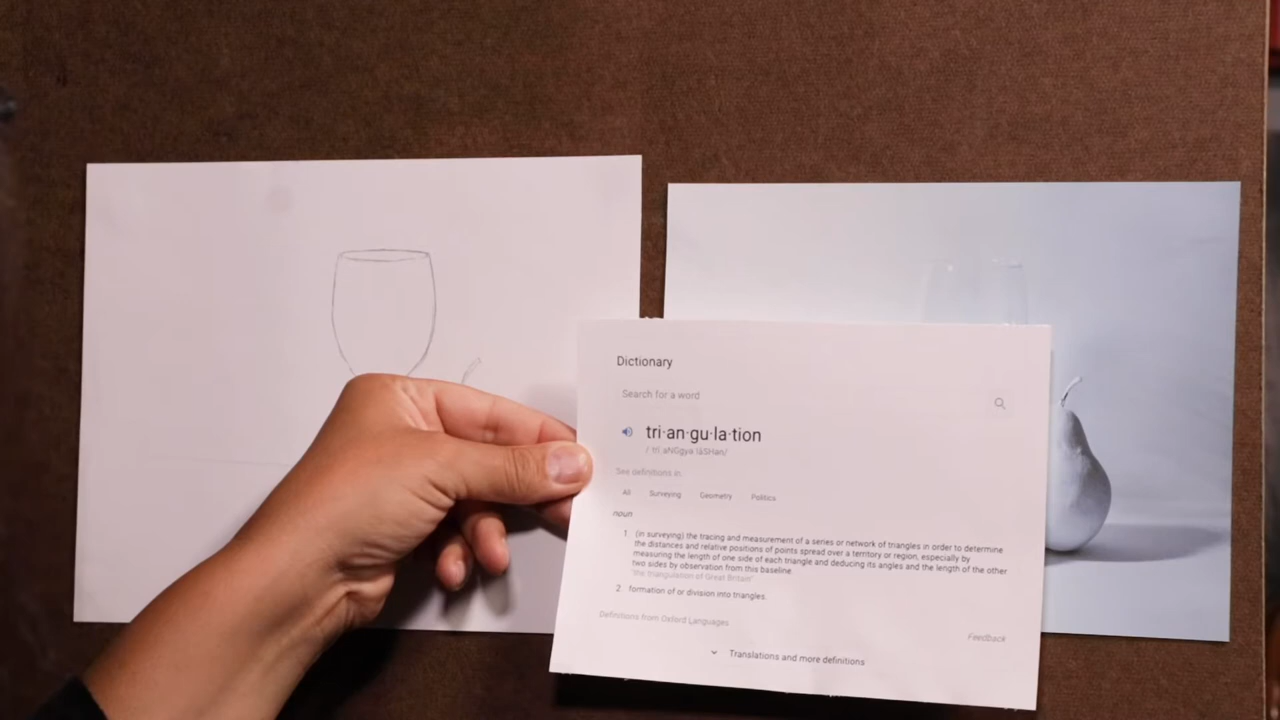 Dictionary
Search for a word
tri·an·gu·la·tion
/ˌtrīˌaNGgyəˈlāSHən/
See definitions in:
All Surveying Geometry Politics
noun
1 (in surveying) the tracing and measurement of a series or network of triangles in order to determine
the distances and relative positions of points spread over a territory or region, especially by
measuring the length of one side of each triangle and deducing its angles and the length of the other
two sides by observation from this baseline.
"the triangulation of Great Britain"
2. formation of or division into triangles.
Definitions from Oxford Languages
Feedback
Translations and more definitions